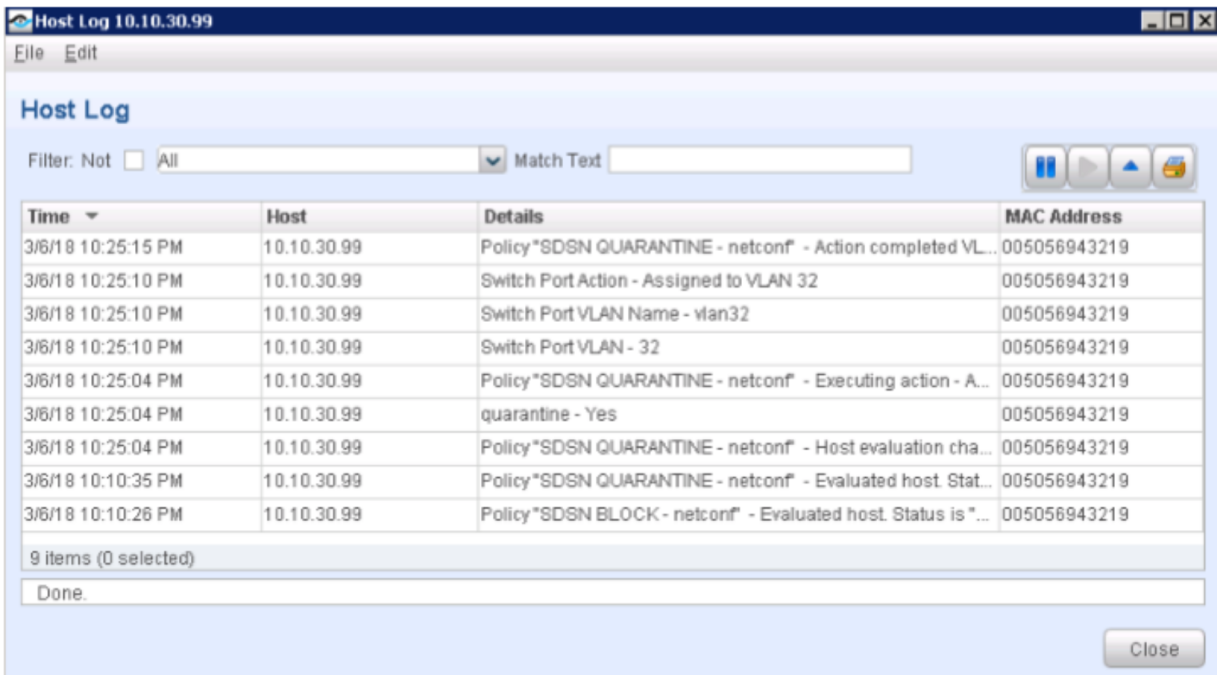 Host Log 10.10.30.99
File Edit
Host Log
Filter: Not All Match Text
Time Host Details MAC Address
3/6/18 10:25:15 PM 10.10.30.99 Policy "SDSN QUARANTINE - netconf" - Action completed VL... 005056943219
3/6/18 10:25:10 PM 10.10.30.99 Switch Port Action - Assigned to VLAN 32 005056943219
3/6/18 10:25:10 PM 10.10.30.99 Switch Port VLAN Name - vlan32 005056943219
3/6/18 10:25:10 PM 10.10.30.99 Switch Port VLAN - 32 005056943219
3/6/18 10:25:04 PM 10.10.30.99 Policy "SDSN QUARANTINE - netconf" - Executing action - A... 005056943219
3/6/18 10:25:04 PM 10.10.30.99 quarantine - Yes 005056943219
3/6/18 10:25:04 PM 10.10.30.99 Policy "SDSN QUARANTINE - netconf" - Host evaluation cha... 005056943219
3/6/18 10:10:35 PM 10.10.30.99 Policy "SDSN QUARANTINE - netconf" - Evaluated host. Stat... 005056943219
3/6/18 10:10:26 PM 10.10.30.99 Policy "SDSN BLOCK - netconf" - Evaluated host. Status is "... 005056943219
9 items (0 selected)
Done.
Close